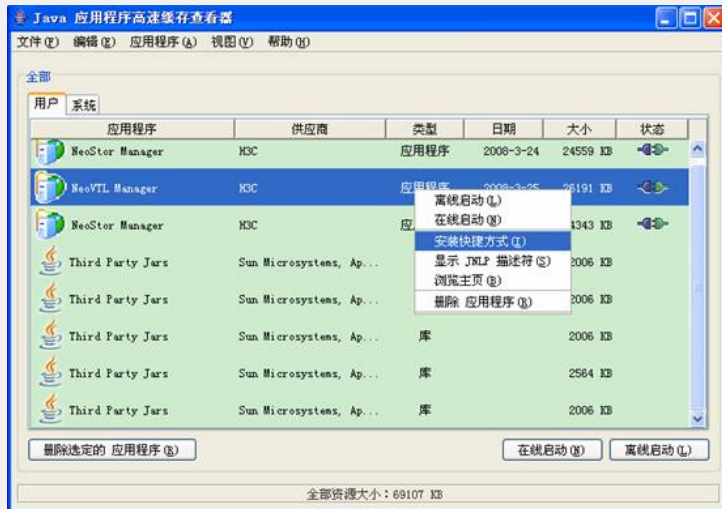 Java 应用程序高速缓存查看器
文件(F) 编辑(E) 应用程序(A) 视图(V) 帮助(H)
全部
用户 系统
应用程序 供应商 类型 日期 大小 状态
NeoStor Manager H3C 应用程序 2008-3-24 24559 KB
NeoVTL Manager H3C 应用程序 2008-3-25 26191 KB
离线启动(L)
NeoStor Manager H3C 应 4343 KB
在线启动(N)
安装快捷方式(I)
Third Party Jars Sun Microsystems, Ap... 2006 KB
显示 JNLP 描述符(S)
浏览主页(B)
Third Party Jars Sun Microsystems, Ap... 2006 KB
删除 应用程序(R)
Third Party Jars Sun Microsystems, Ap... 库 2006 KB
Third Party Jars Sun Microsystems, Ap... 库 2564 KB
Third Party Jars Sun Microsystems, Ap... 库 2006 KB
删除选定的 应用程序(R) 在线启动(N) 离线启动(L)
全部资源大小：69107 KB